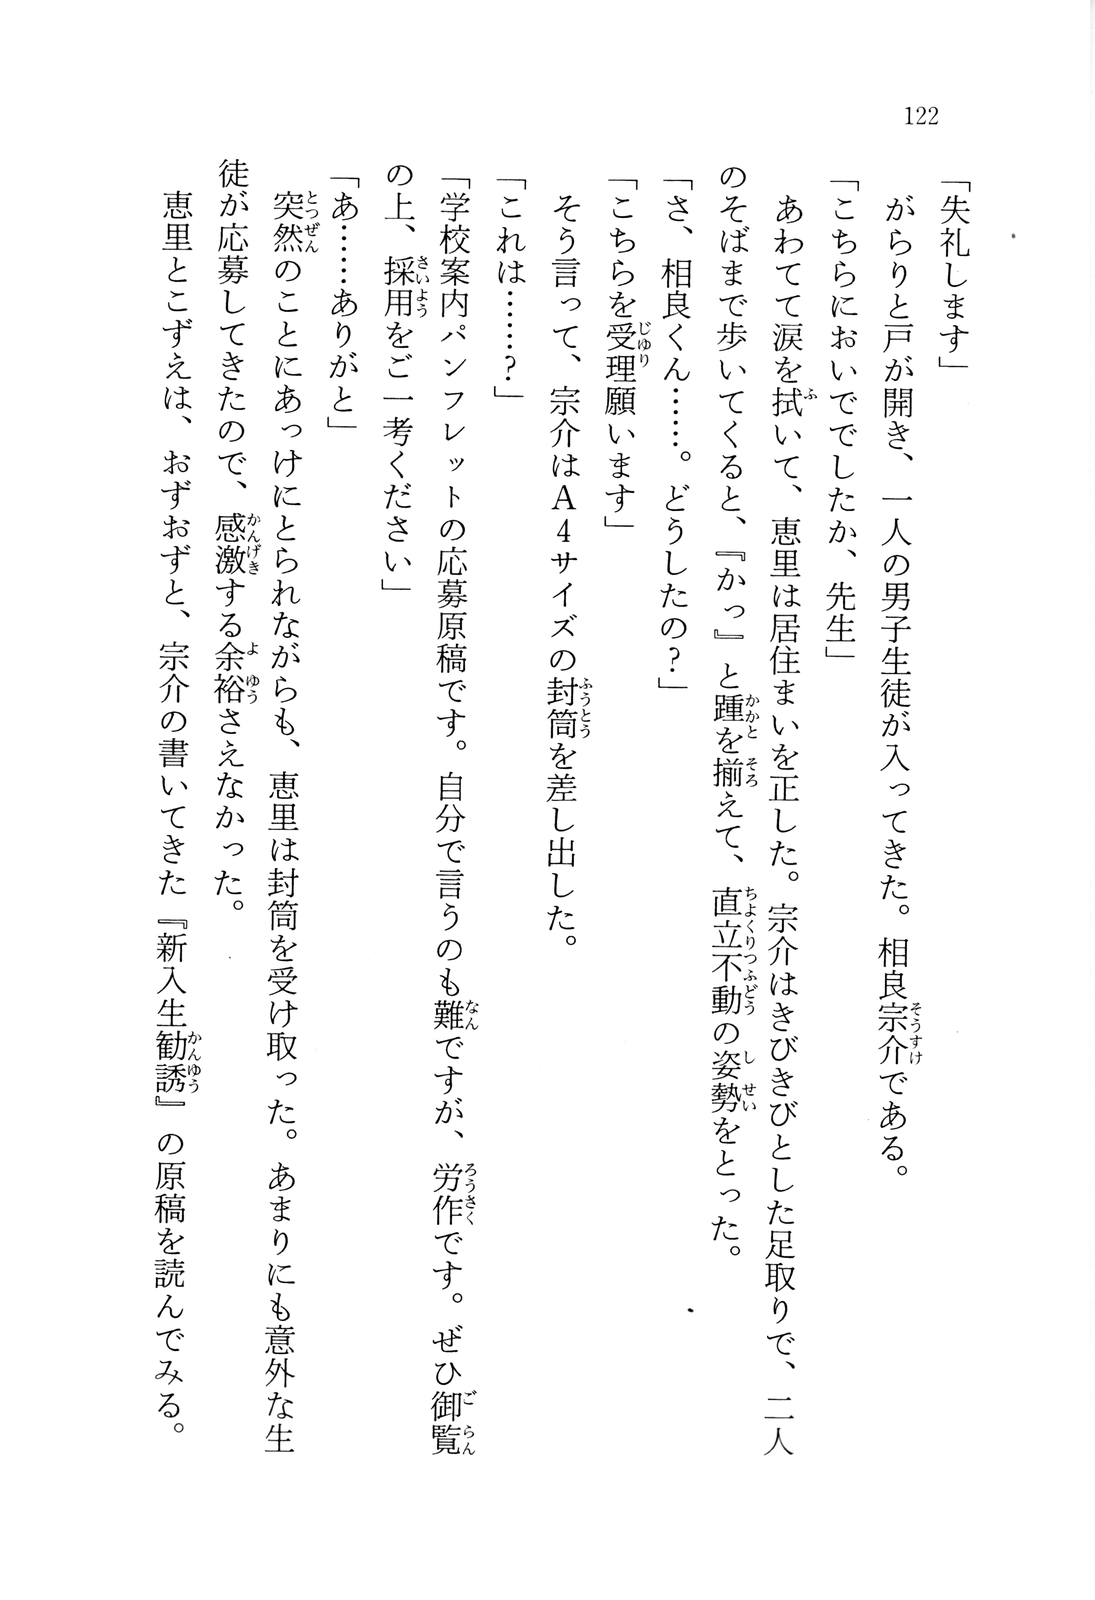 122
「失礼します」
がらりと戸が開き、一人の男子生徒が入ってきた。相良宗介である。
「こちらにおいででしたか、先生」
あわてて涙を拭いて、恵里は居住まいを正した。宗介はきびきびとした足取りで、二人
のそばまで歩いてくると、『かっ』と踵を揃えて、直立不動の姿勢をとった。
「さ、相良くん……。どうしたの？」
「こちらを受理願います」
そう言って、宗介はA4サイズの封筒を差し出した。
「これは……？」
「学校案内パンフレットの応募原稿です。自分で言うのも難ですが、労作です。ぜひ御覧
の上、採用をご一考ください」
「あ……ありがと」
突然のことにあっけにとられながらも、恵里は封筒を受け取った。あまりにも意外な生
徒が応募してきたので、感激する余裕さえなかった。
恵里とこずえは、おずおずと、宗介の書いてきた『新入生勧誘』の原稿を読んでみる。